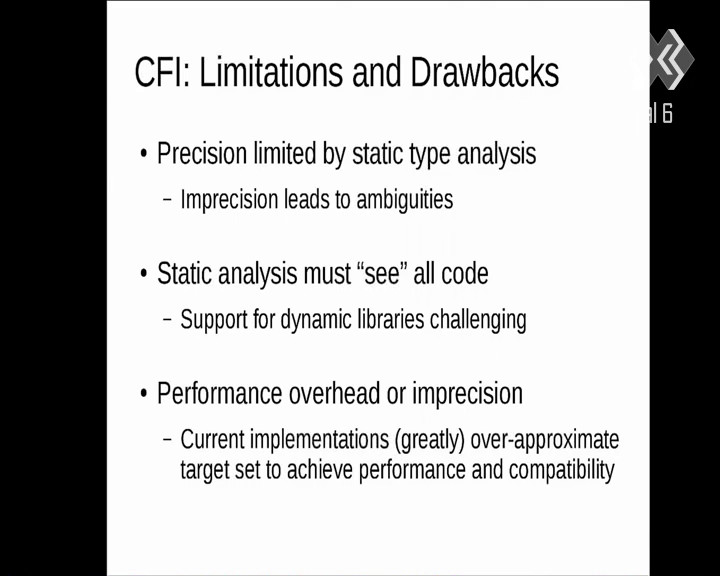 CFI: Limitations and Drawbacks
• Precision limited by static type analysis
– Imprecision leads to ambiguities
• Static analysis must “see” all code
– Support for dynamic libraries challenging
• Performance overhead or imprecision
– Current implementations (greatly) over-approximate
target set to achieve performance and compatibility
6